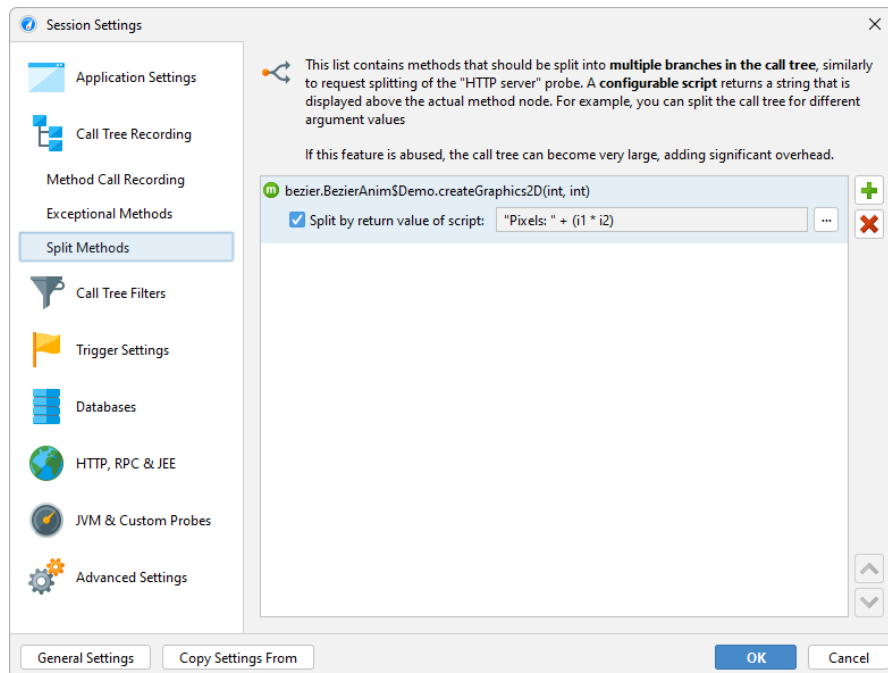 Session Settings
Application Settings
Call Tree Recording
Method Call Recording
Exceptional Methods
Split Methods
Call Tree Filters
Trigger Settings
Databases
HTTP, RPC & JEE
JVM & Custom Probes
Advanced Settings
This list contains methods that should be split into multiple branches in the call tree, similarly
to request splitting of the "HTTP server" probe. A configurable script returns a string that is
displayed above the actual method node. For example, you can split the call tree for different
argument values
If this feature is abused, the call tree can become very large, adding significant overhead.
m bezier.BezierAnim$Demo.createGraphics2D(int, int)
Split by return value of script: "Pixels: " + (i1 * i2) ...
General Settings Copy Settings From OK Cancel